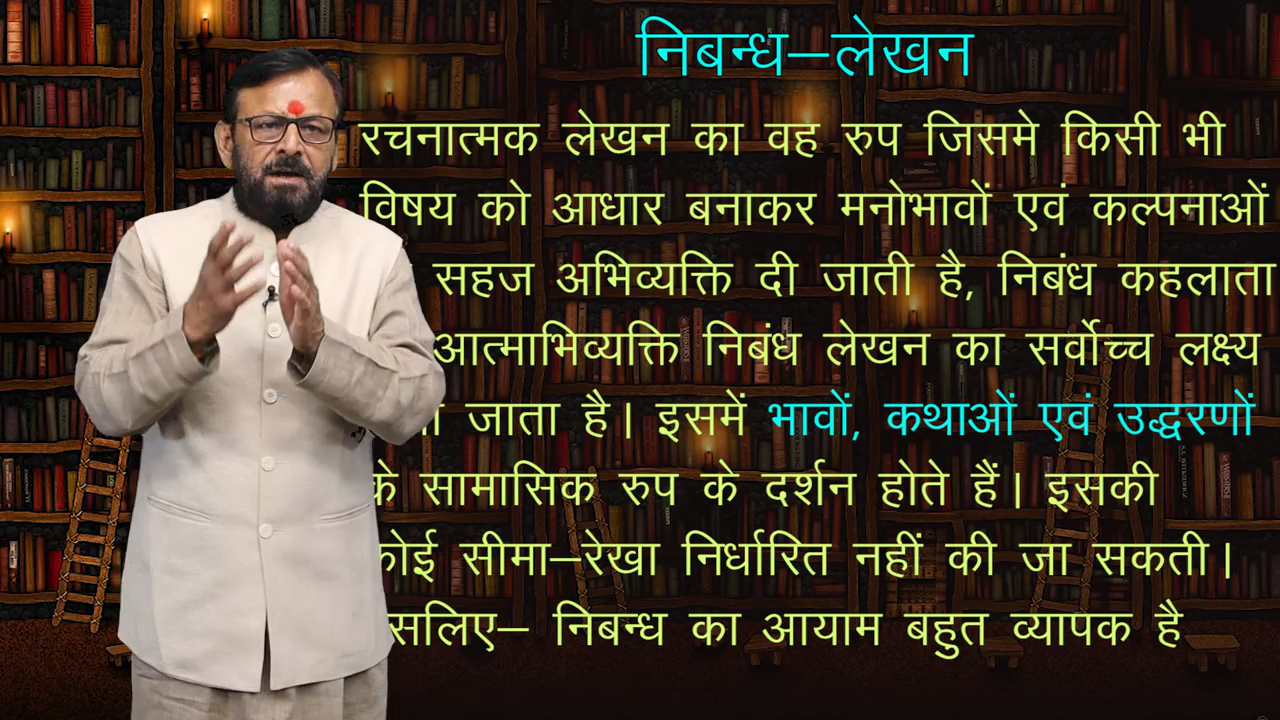 निबन्ध–लेखन
रचनात्मक लेखन का वह रुप जिसमे किसी भी
विषय को आधार बनाकर मनोभावों एवं कल्पनाओं
सहज अभिव्यक्ति दी जाती है, निबंध कहलाता
आत्माभिव्यक्ति निबंध लेखन का सर्वोच्च लक्ष्य
जाता है। इसमें भावों, कथाओं एवं उद्धरणों
के सामासिक रुप के दर्शन होते हैं। इसकी
कोई सीमा–रेखा निर्धारित नहीं की जा सकती।
निबन्ध का आयाम बहुत व्यापक है